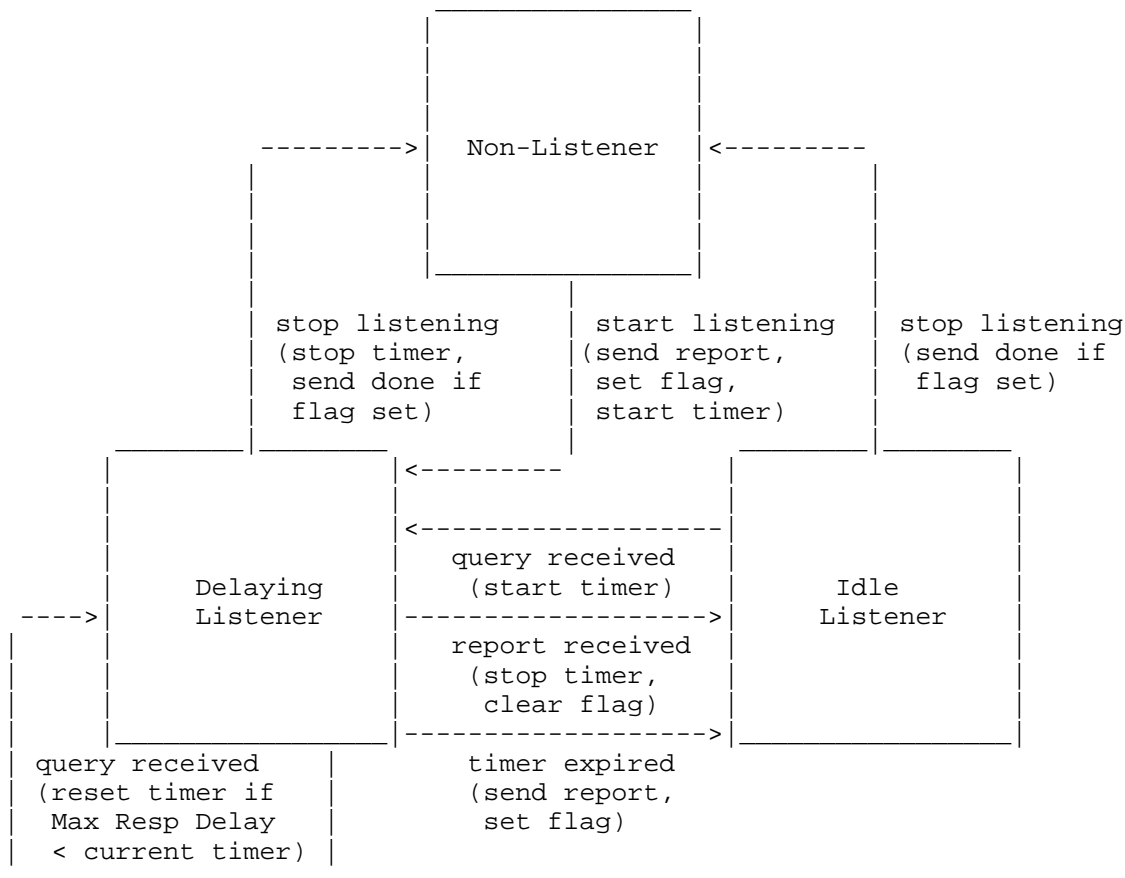 Non-Listener
stop listening
(stop timer,
send done if
flag set)
start listening
(send report,
set flag,
start timer)
stop listening
(send done if
flag set)
query received
(start timer)
Delaying
Listener
Idle
Listener
report received
(stop timer,
clear flag)
query received
(reset timer if
Max Resp Delay
< current timer)
timer expired
(send report,
set flag)